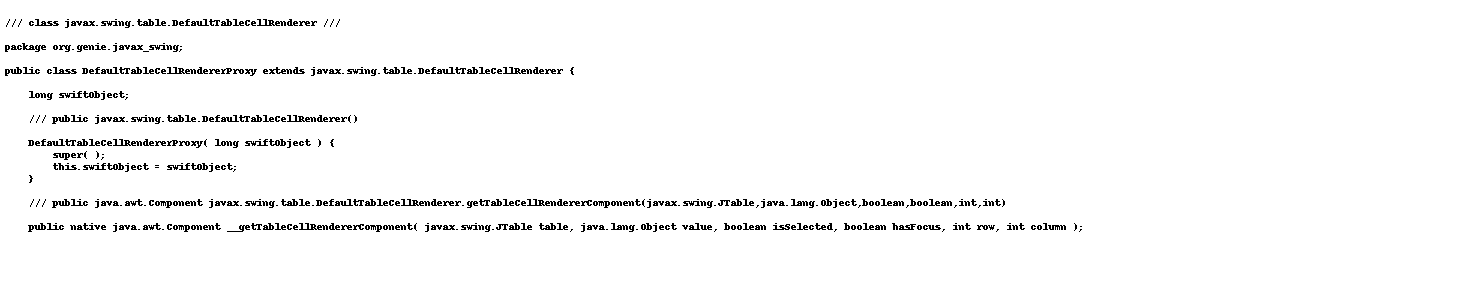 /// class javax.swing.table.DefaultTableCellRenderer ///
package org.genie.javax_swing;
public class DefaultTableCellRendererProxy extends javax.swing.table.DefaultTableCellRenderer {
long swiftObject;
/// public javax.swing.table.DefaultTableCellRenderer()
DefaultTableCellRendererProxy( long swiftObject ) {
super( );
this.swiftObject = swiftObject;
}
/// public java.awt.Component javax.swing.table.DefaultTableCellRenderer.getTableCellRendererComponent(javax.swing.JTable,java.lang.Object,boolean,boolean,int,int)
public native java.awt.Component __getTableCellRendererComponent( javax.swing.JTable table, java.lang.Object value, boolean isSelected, boolean hasFocus, int row, int column );